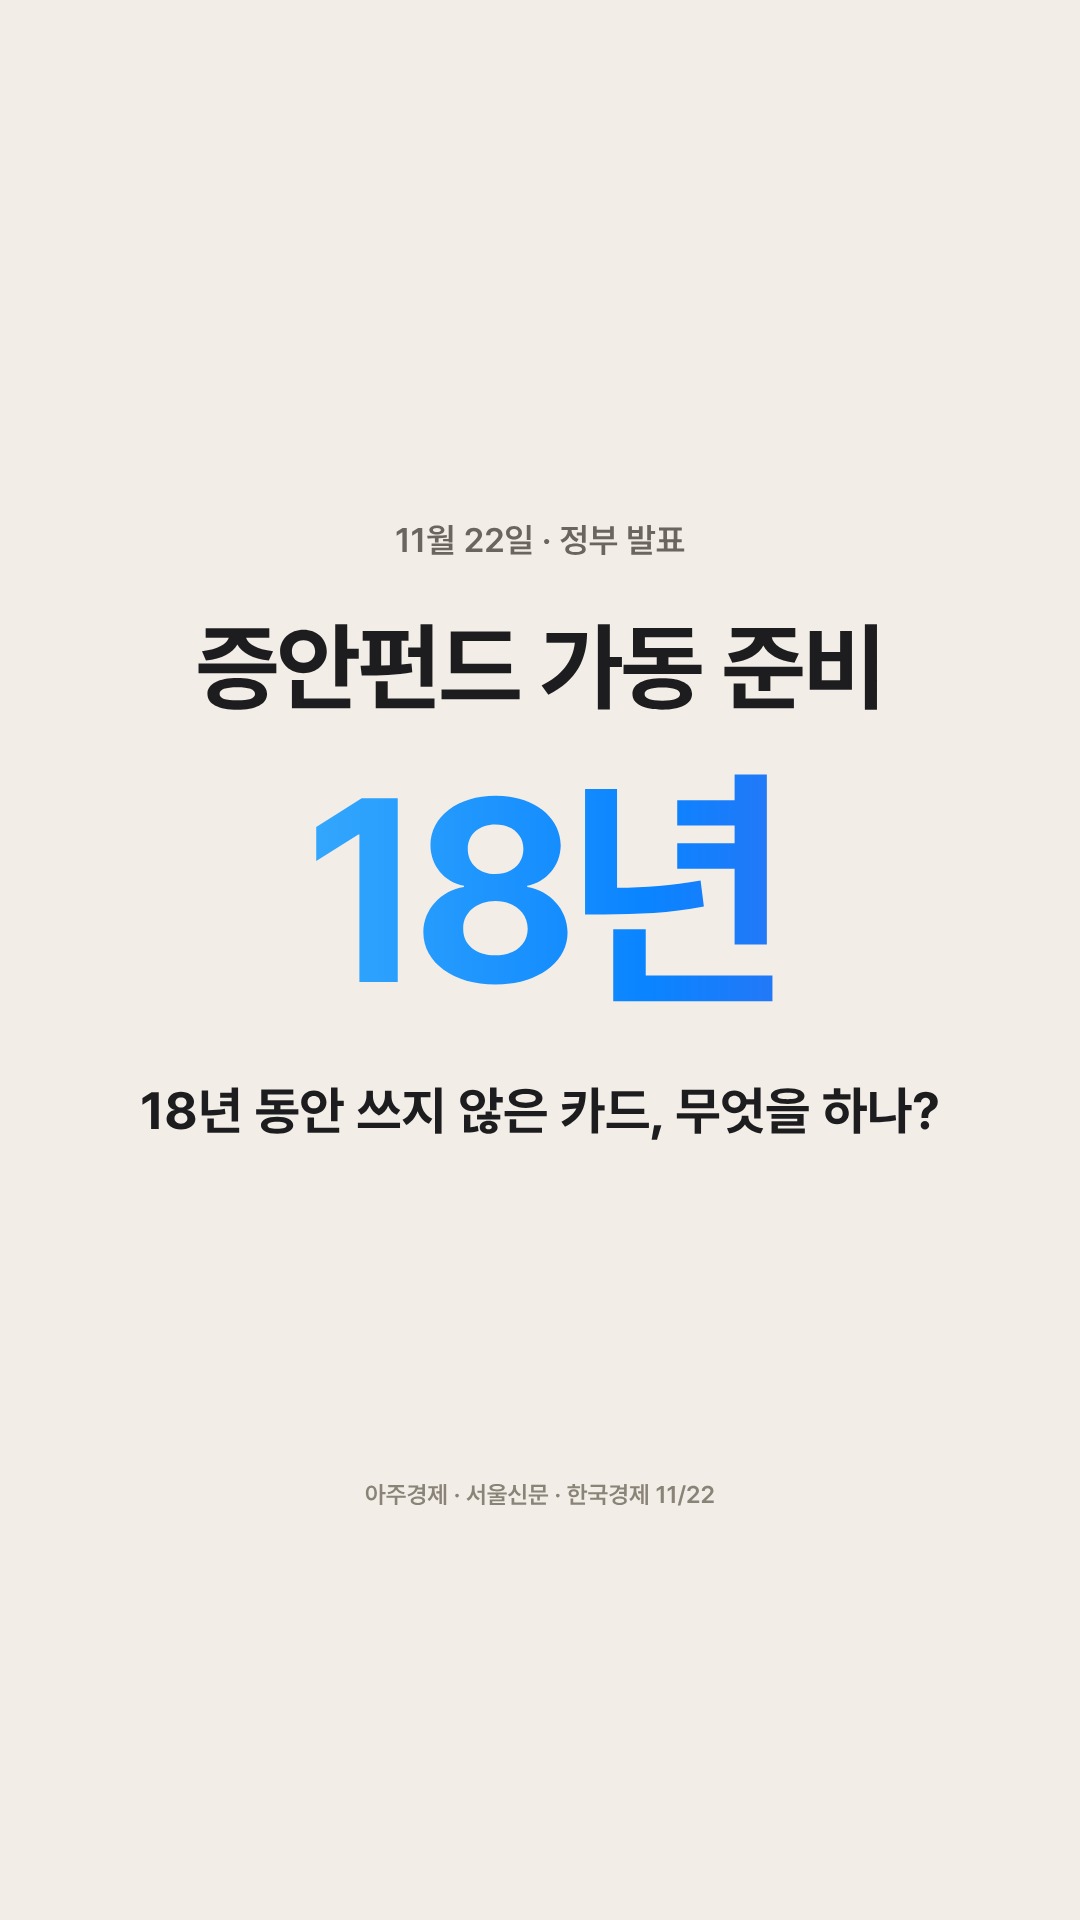 11월 22일 · 정부 발표
증안펀드 가동 준비
18년
18년 동안 쓰지 않은 카드, 무엇을 하나?
아주경제 · 서울신문 · 한국경제 11/22